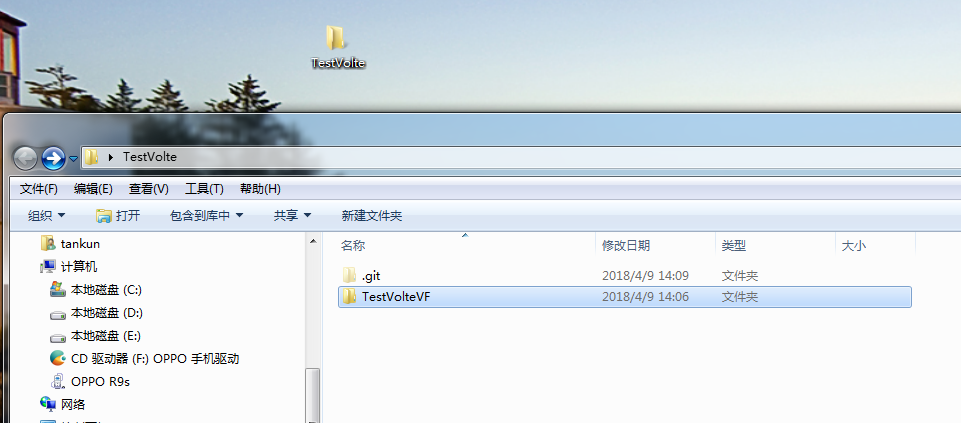 TestVolte
TestVolte
文件(F) 编辑(E) 查看(V) 工具(T) 帮助(H)
组织 打开 包含到库中 共享 新建文件夹
名称 修改日期 类型 大小
.git 2018/4/9 14:09 文件夹
TestVolteVF 2018/4/9 14:06 文件夹
tankun
计算机
本地磁盘 (C:)
本地磁盘 (D:)
本地磁盘 (E:)
CD 驱动器 (F:) OPPO 手机驱动
OPPO R9s
网络